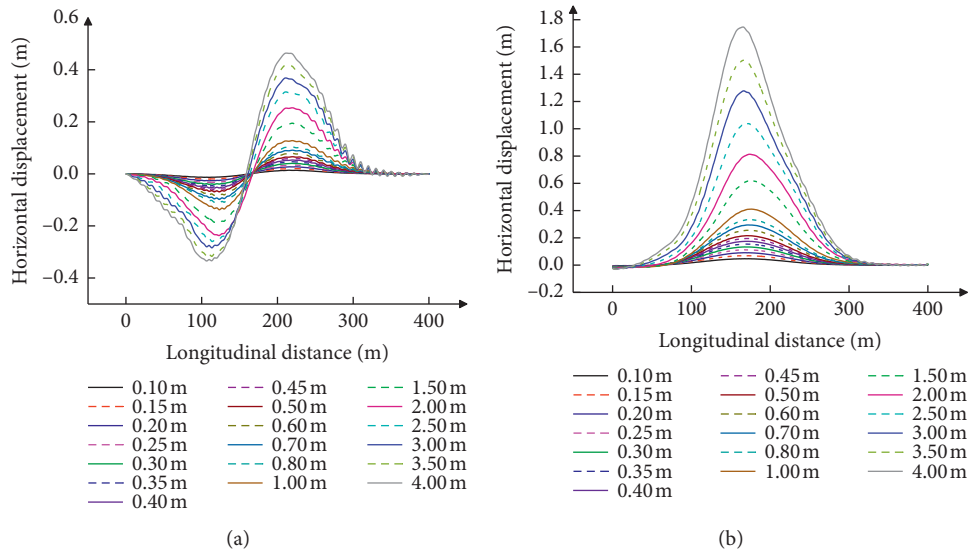 0.6
0.4
0.2
0.0
−0.2
−0.4
Horizontal displacement (m)
0 100 200 300 400
Longitudinal distance (m)
0.10 m 0.45 m 1.50 m
0.15 m 0.50 m 2.00 m
0.20 m 0.60 m 2.50 m
0.25 m 0.70 m 3.00 m
0.30 m 0.80 m 3.50 m
0.35 m 1.00 m 4.00 m
0.40 m
(a)
1.8
1.6
1.4
1.2
1.0
0.8
0.6
0.4
0.2
0.0
−0.2
Horizontal displacement (m)
0 100 200 300 400
Longitudinal distance (m)
0.10 m 0.45 m 1.50 m
0.15 m 0.50 m 2.00 m
0.20 m 0.60 m 2.50 m
0.25 m 0.70 m 3.00 m
0.30 m 0.80 m 3.50 m
0.35 m 1.00 m 4.00 m
0.40 m
(b)